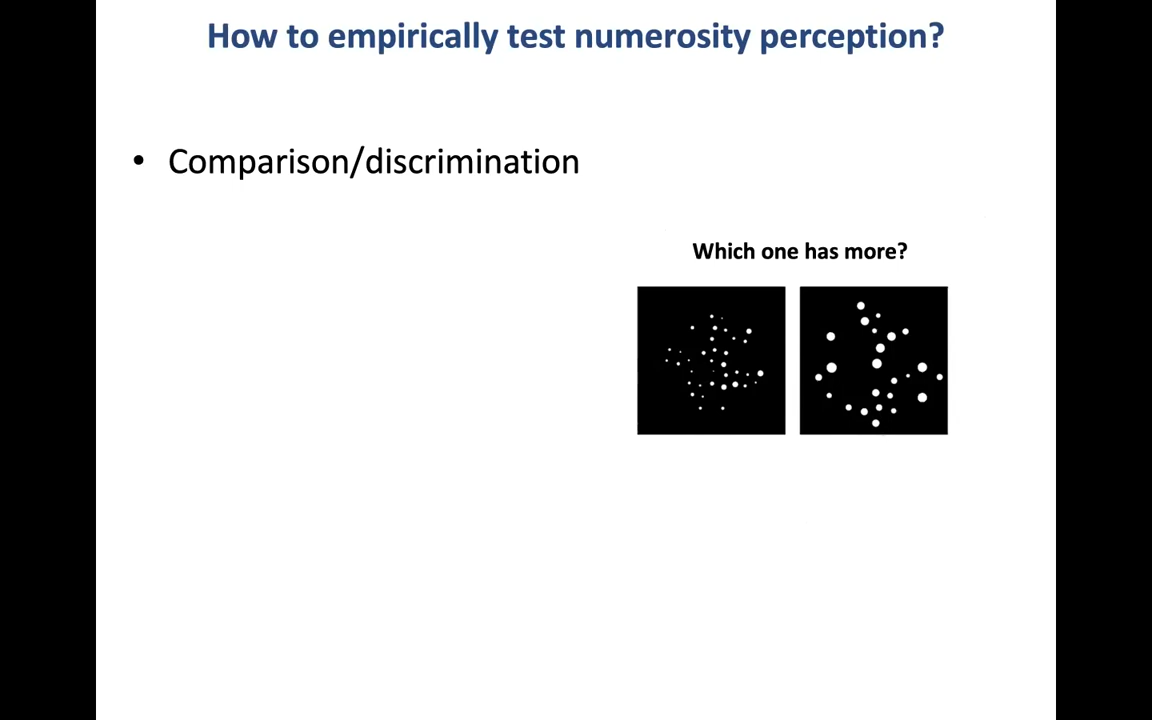 How to empirically test numerosity perception?
• Comparison/discrimination
Which one has more?